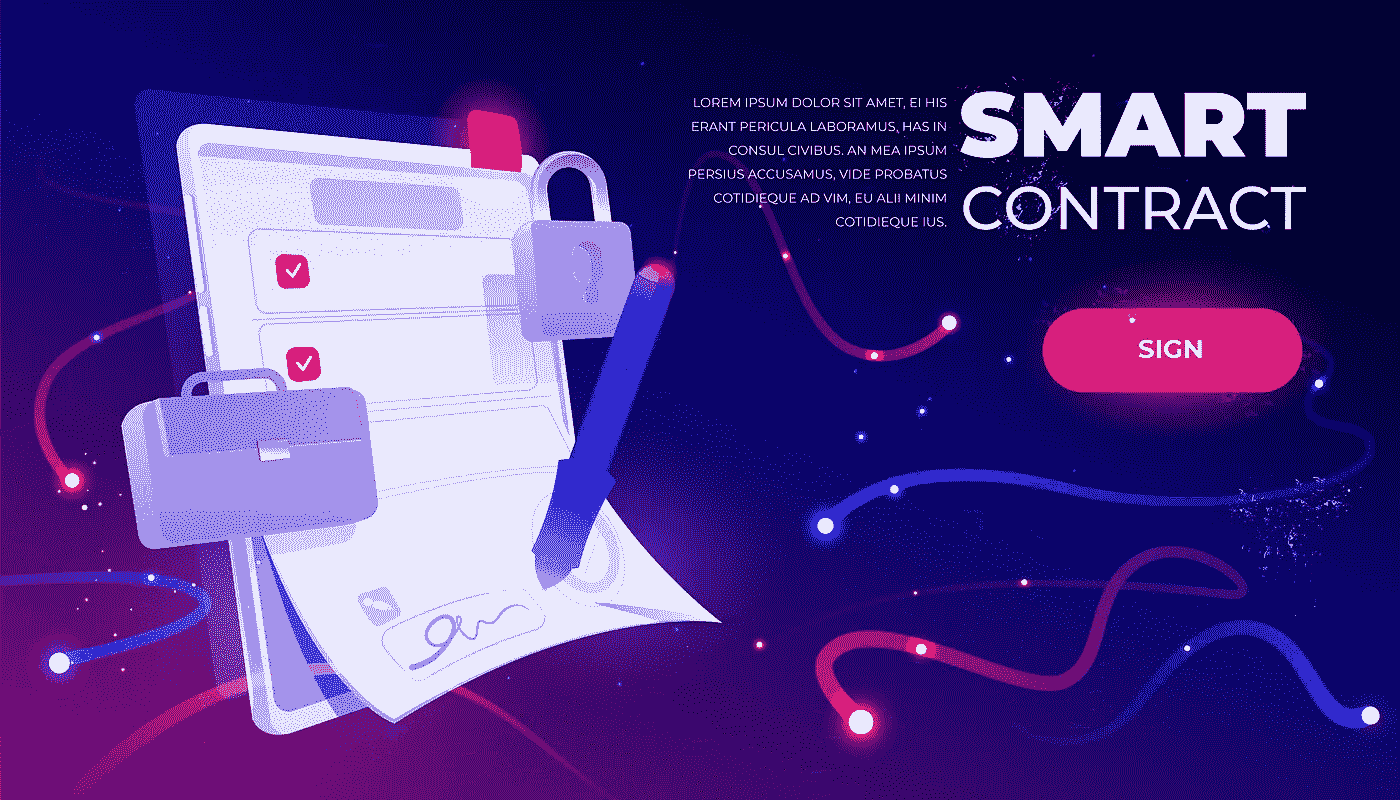 LOREM IPSUM DOLOR SIT AMET, EI HIS
ERANT PERICULA LABORAMUS, HAS IN
CONSUL CIVIBUS. AN MEA IPSUM
PERSIUS ACCUSAMUS, VIDE PROBATUS
COTIDIEQUE AD VIM, EU ALII MINIM
COTIDIEQUE IUS.
SMART
CONTRACT
SIGN